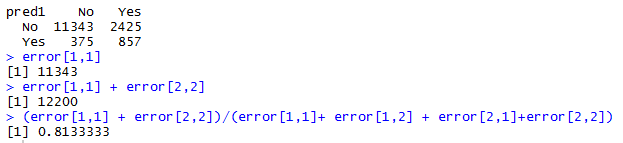 pred1 No Yes
No 11343 2425
Yes 375 857
> error[1,1]
[1] 11343
> error[1,1] + error[2,2]
[1] 12200
> (error[1,1] + error[2,2])/(error[1,1]+ error[1,2] + error[2,1]+error[2,2])
[1] 0.8133333